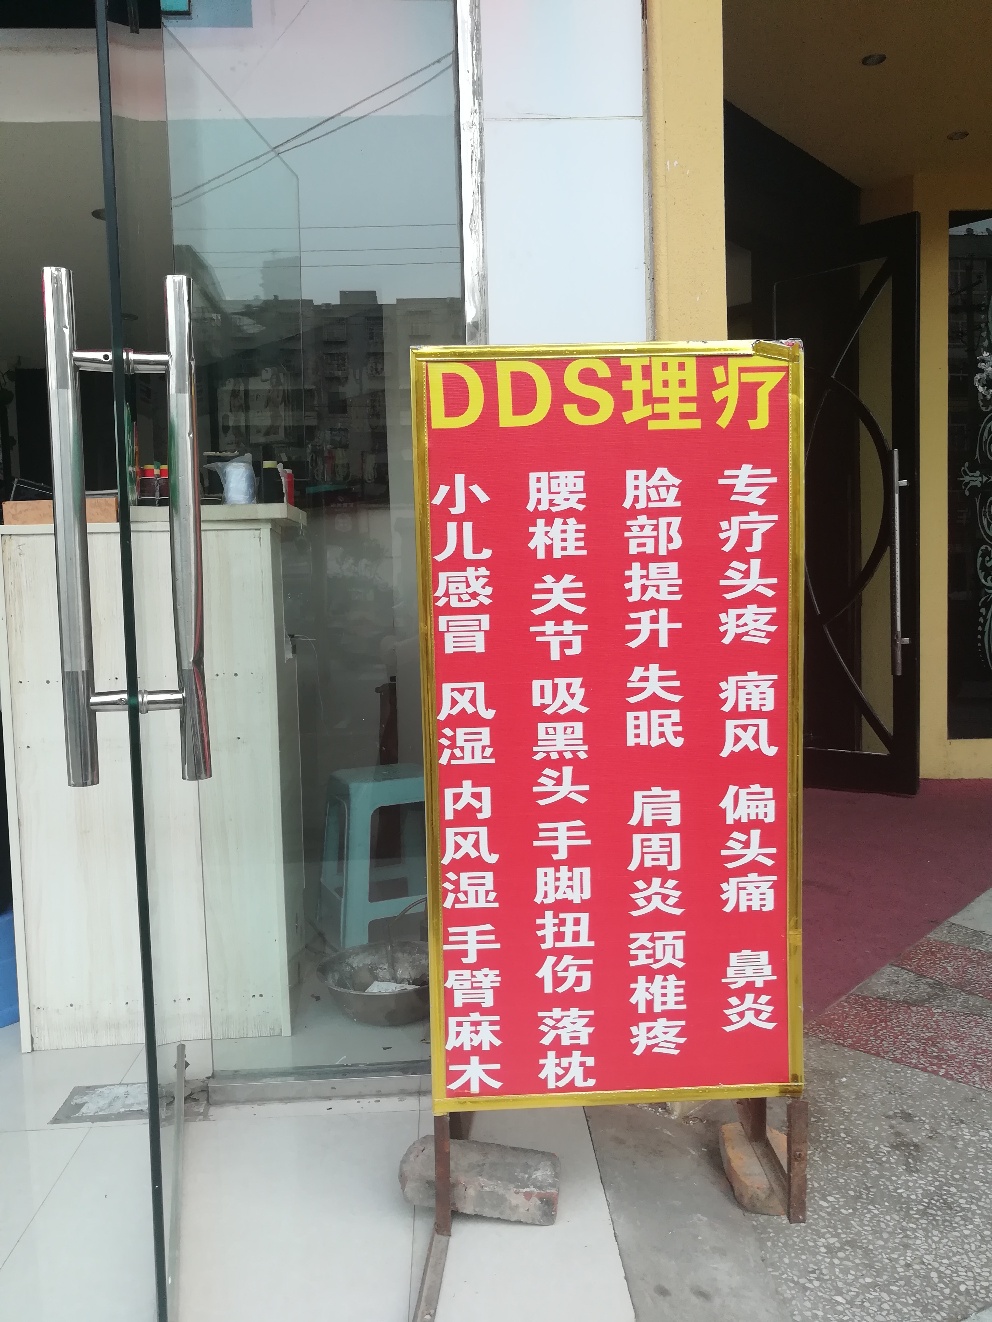 DDS理疗
专疗头疼 痛风 偏头痛 鼻炎
脸部提升 失眠 肩周炎 颈椎疼
腰椎 关节 吸黑头 手脚扭伤 落枕
小儿感冒 风湿 内风湿 手臂麻木